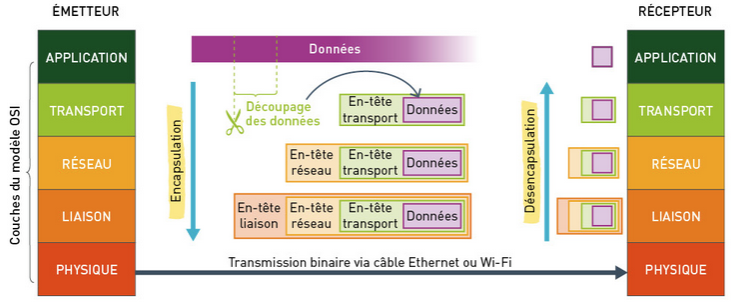 ÉMETTEUR
RÉCEPTEUR
APPLICATION
Données
APPLICATION
TRANSPORT
Découpage
des données
En-tête
transport
Données
TRANSPORT
Couches du modèle OSI
Encapsulation
RÉSEAU
En-tête
réseau
En-tête
transport
Données
Désencapsulation
RÉSEAU
LIAISON
En-tête
liaison
En-tête
réseau
En-tête
transport
Données
LIAISON
PHYSIQUE
Transmission binaire via câble Ethernet ou Wi-Fi
PHYSIQUE